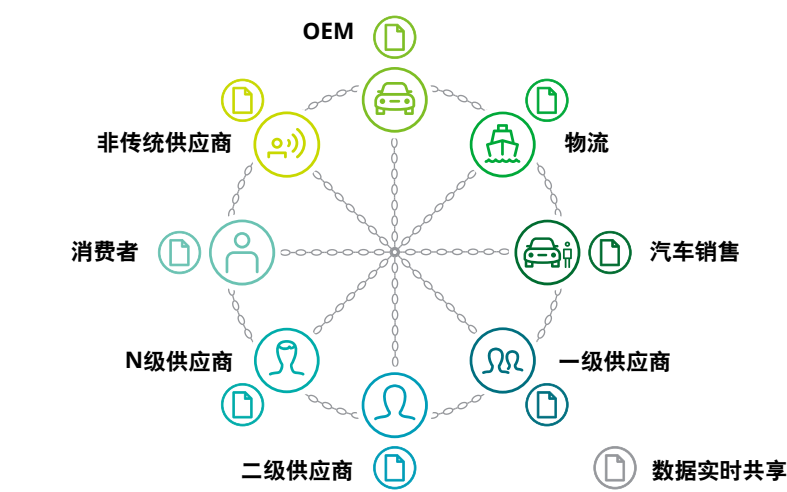 OEM
非传统供应商
物流
消费者
汽车销售
N级供应商
一级供应商
二级供应商
数据实时共享